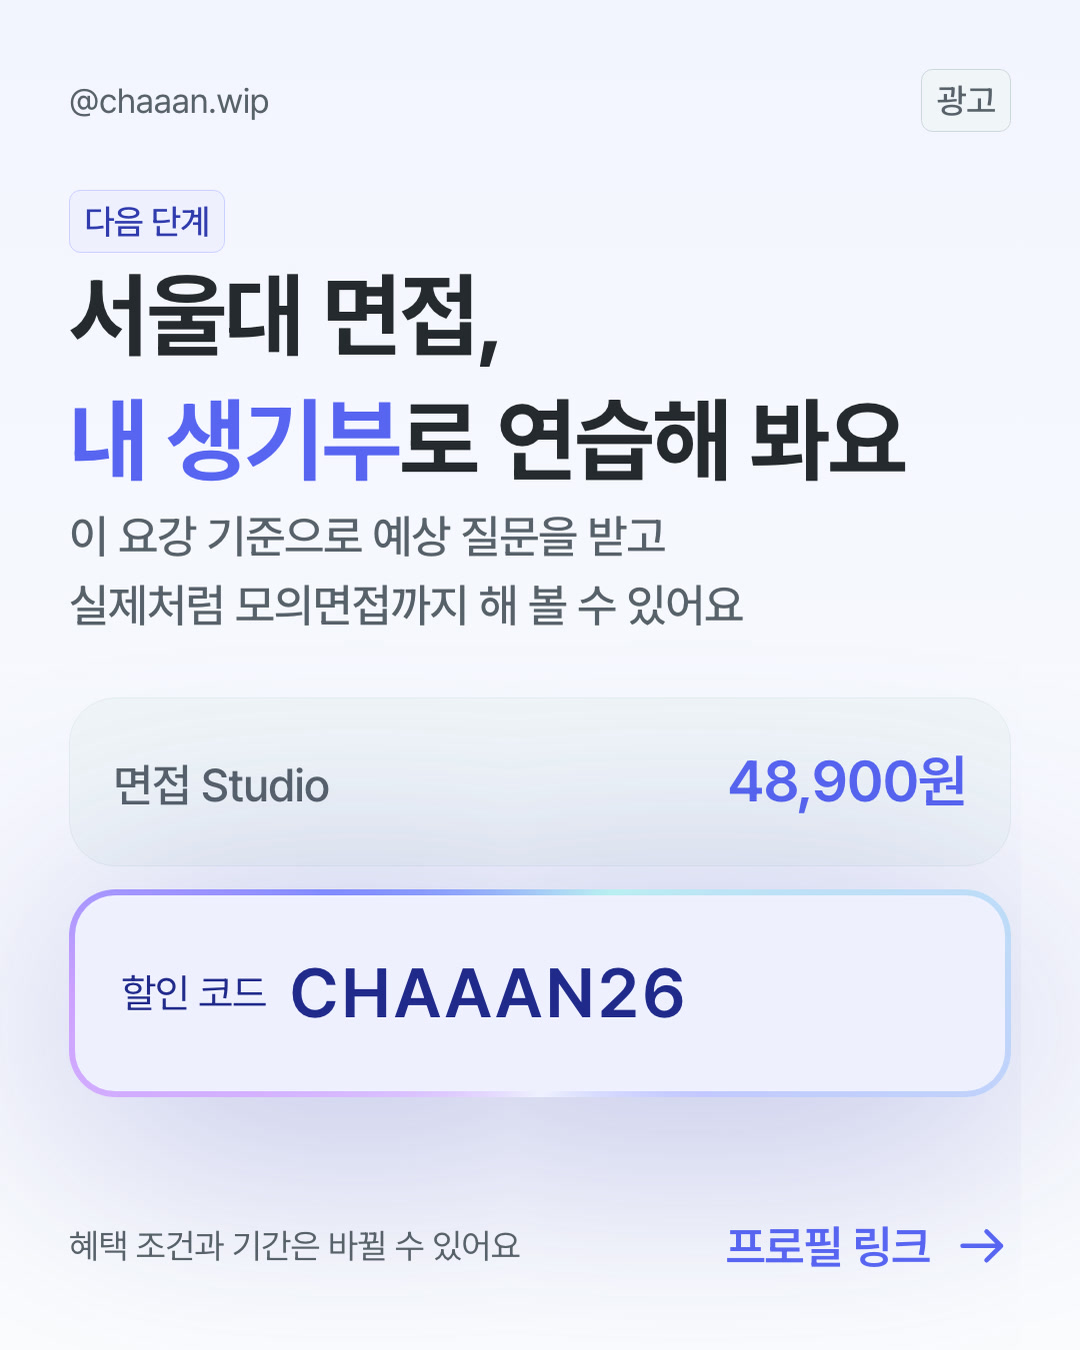 @chaaan.wip
광고
다음 단계
서울대 면접,
내 생기부로 연습해 봐요
이 요강 기준으로 예상 질문을 받고
실제처럼 모의면접까지 해 볼 수 있어요
면접 Studio 48,900원
할인 코드 CHAAAN26
혜택 조건과 기간은 바뀔 수 있어요
프로필 링크 →